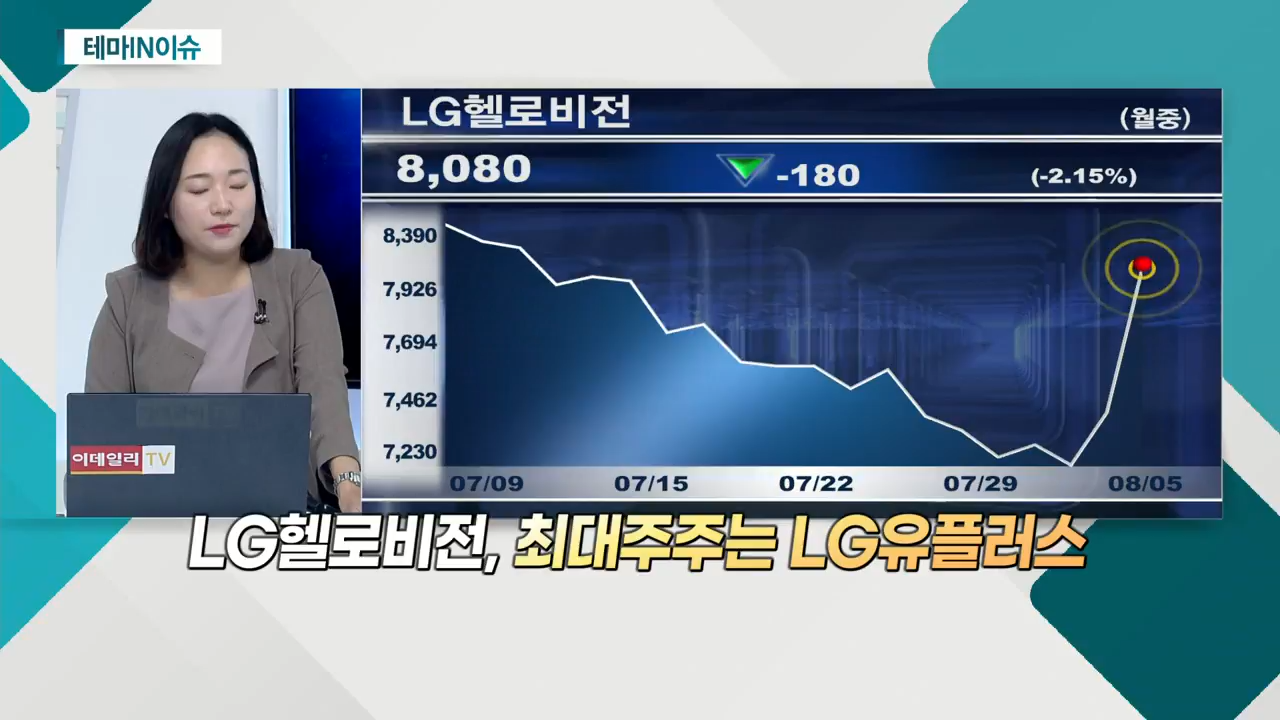 테마IN이슈
LG헬로비전
(월중)
8,080 -180 (-2.15%)
8,390
7,926
7,694
7,462
7,230
07/09 07/15 07/22 07/29 08/05
이데일리 TV
LG헬로비전, 최대주주는 LG유플러스